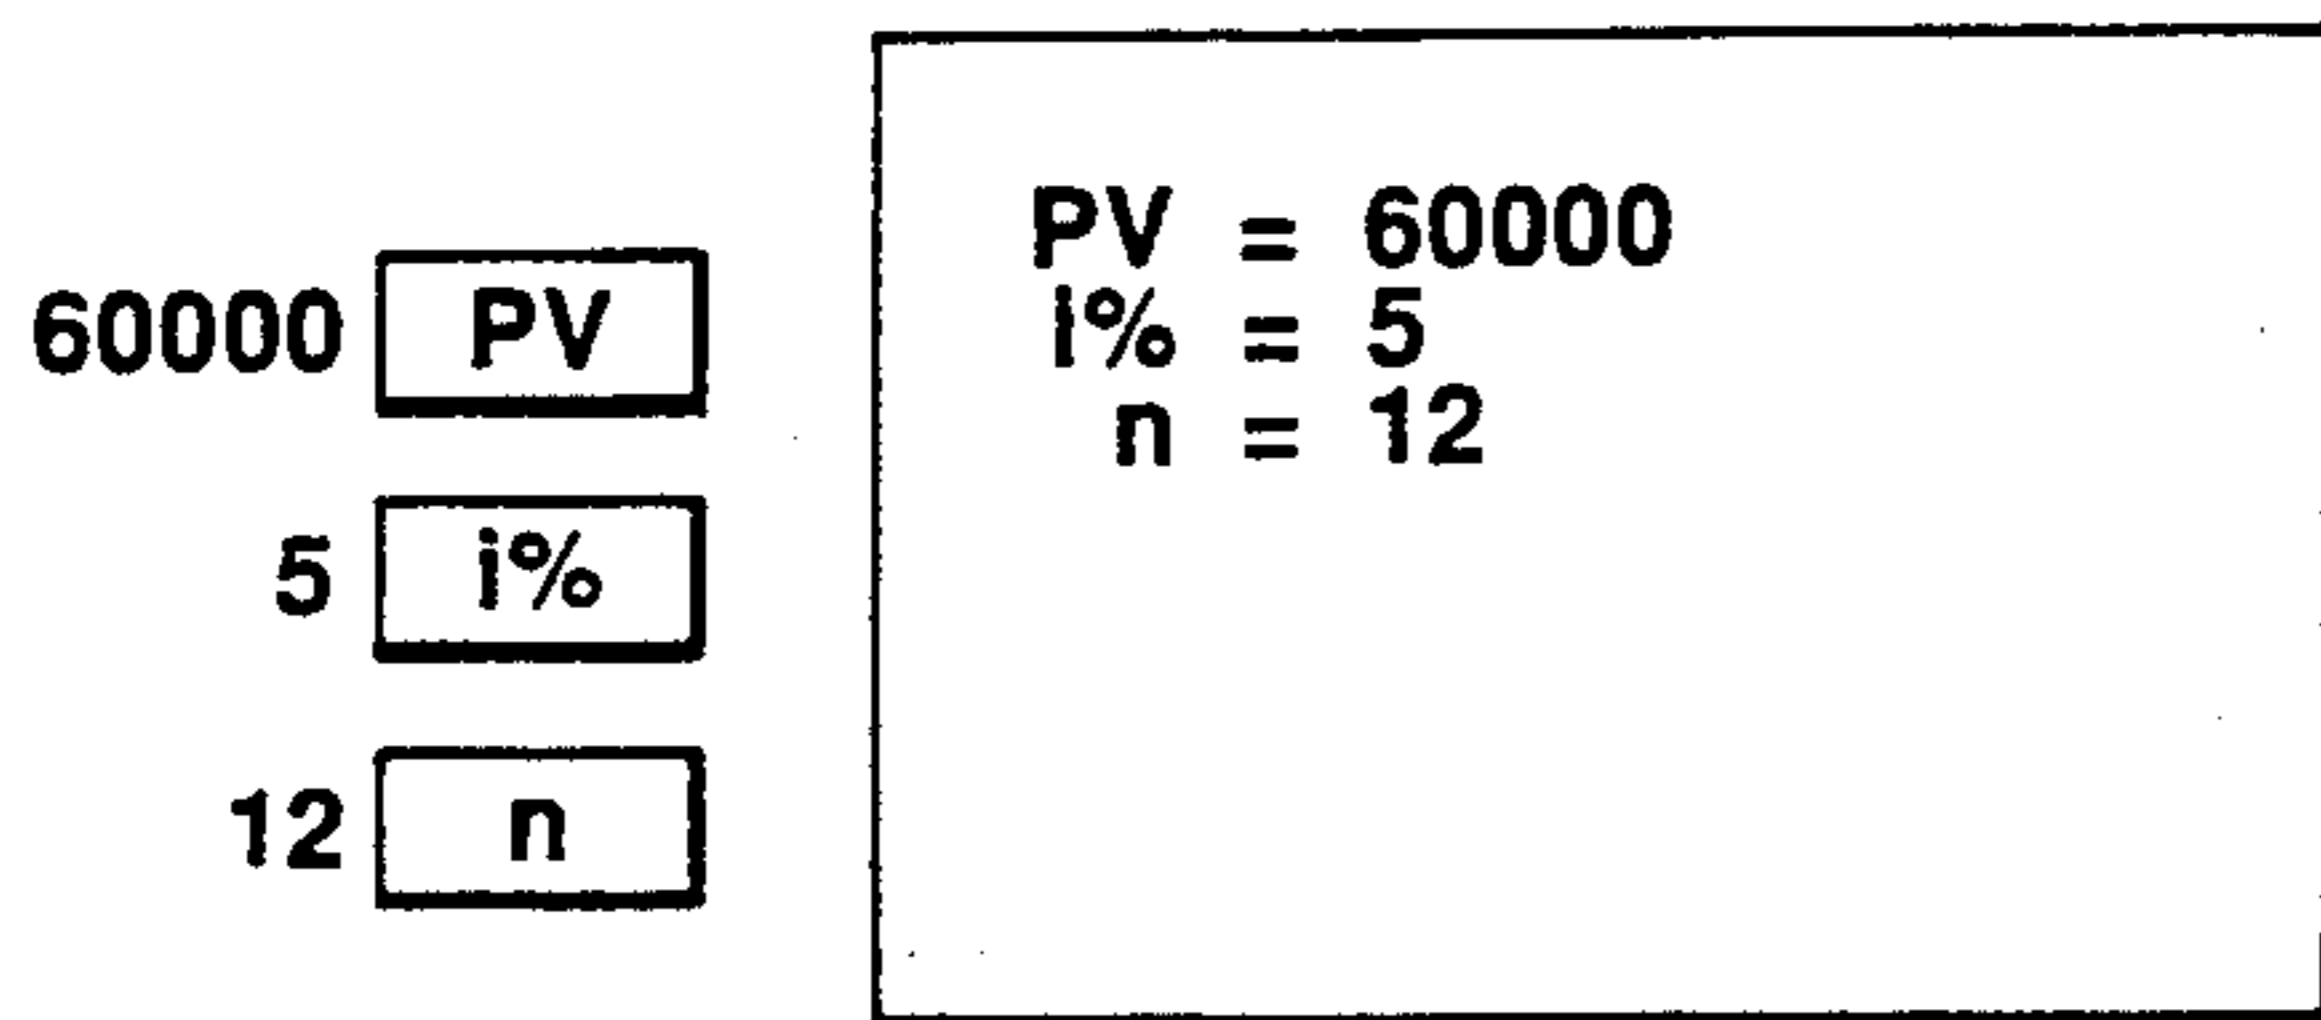 60000 PV
5 i%
12 n
PV = 60000
i% = 5
n = 12